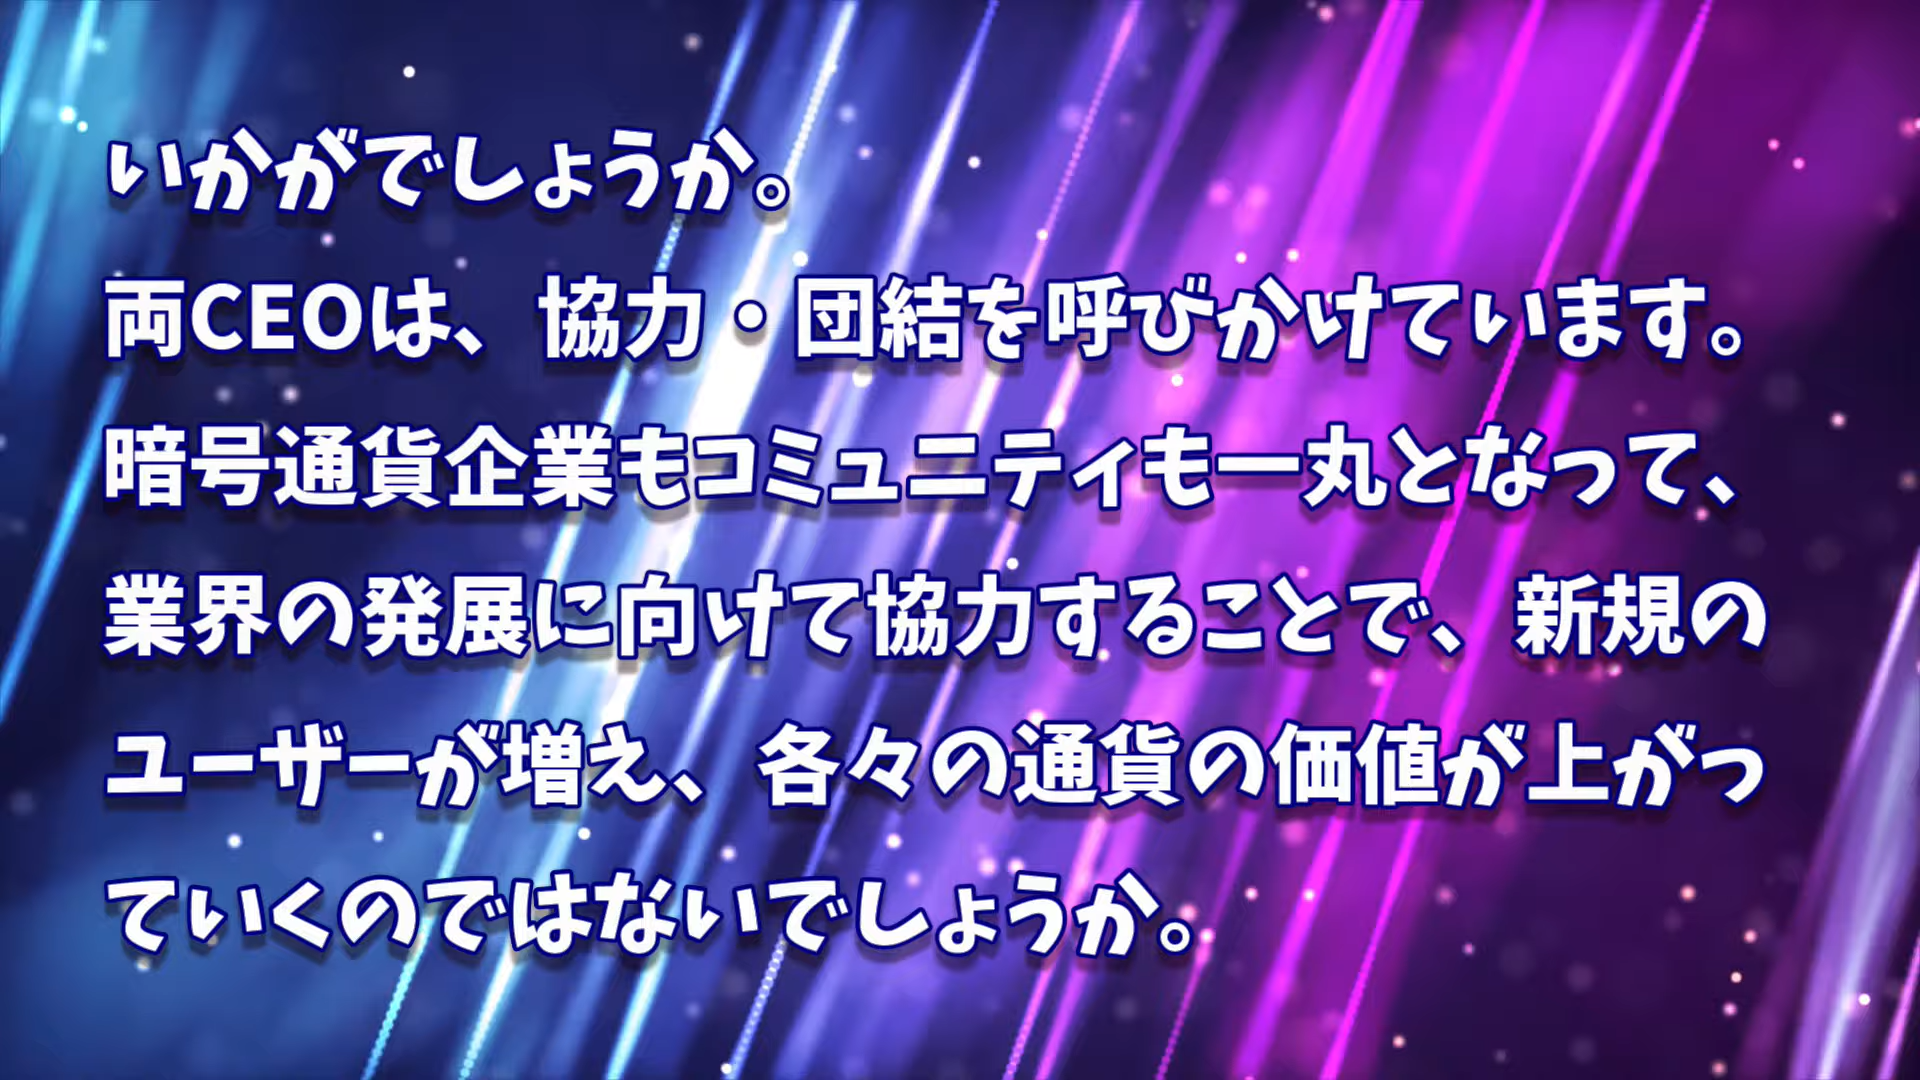 いかがでしょうか。
両CEOは、協力・団結を呼びかけています。
暗号通貨企業もコミュニティも一丸となって、
業界の発展に向けて協力することで、新規の
ユーザーが増え、各々の通貨の価値が上がっ
ていくのではないでしょうか。